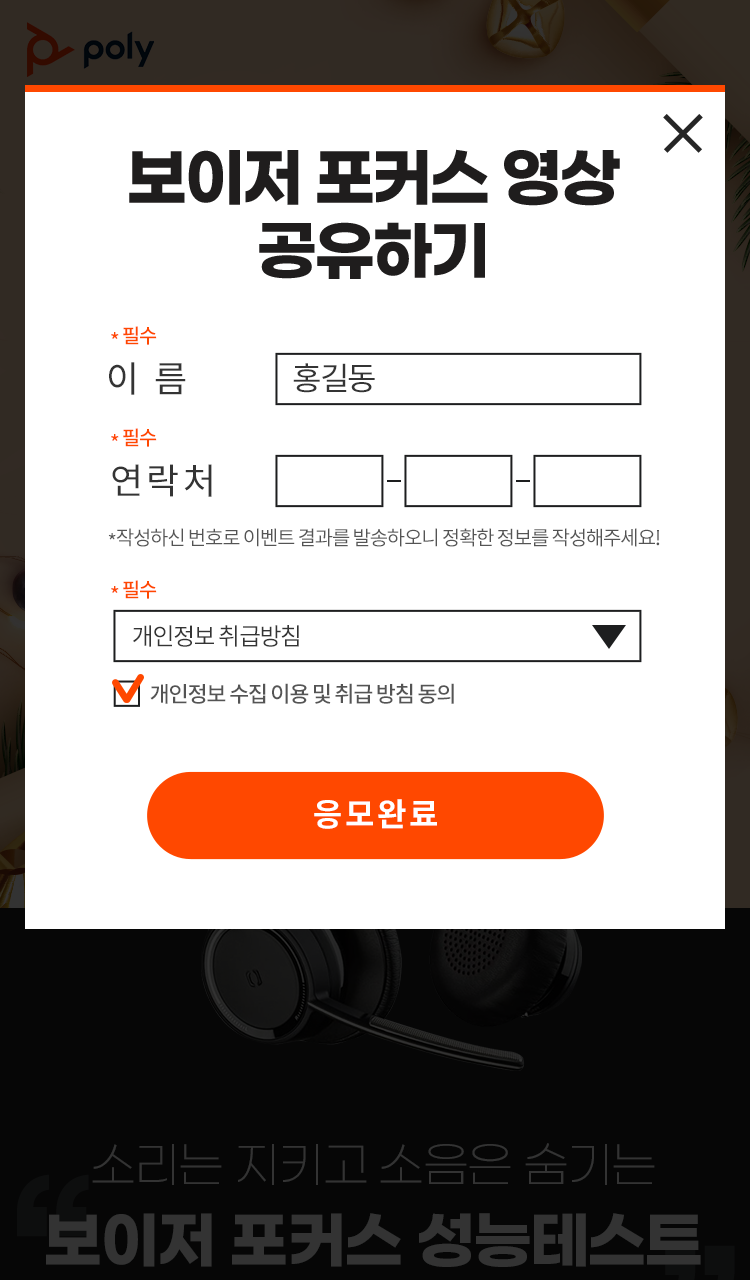 poly
보이저 포커스 영상
공유하기
* 필수
이 름
홍길동
* 필수
연락처
*작성하신 번호로 이벤트 결과를 발송하오니 정확한 정보를 작성해주세요!
* 필수
개인정보 취급방침
개인정보 수집 이용 및 취급 방침 동의
응모완료
소리는 지키고 소음은 숨기는
“보이저 포커스 성능테스트”